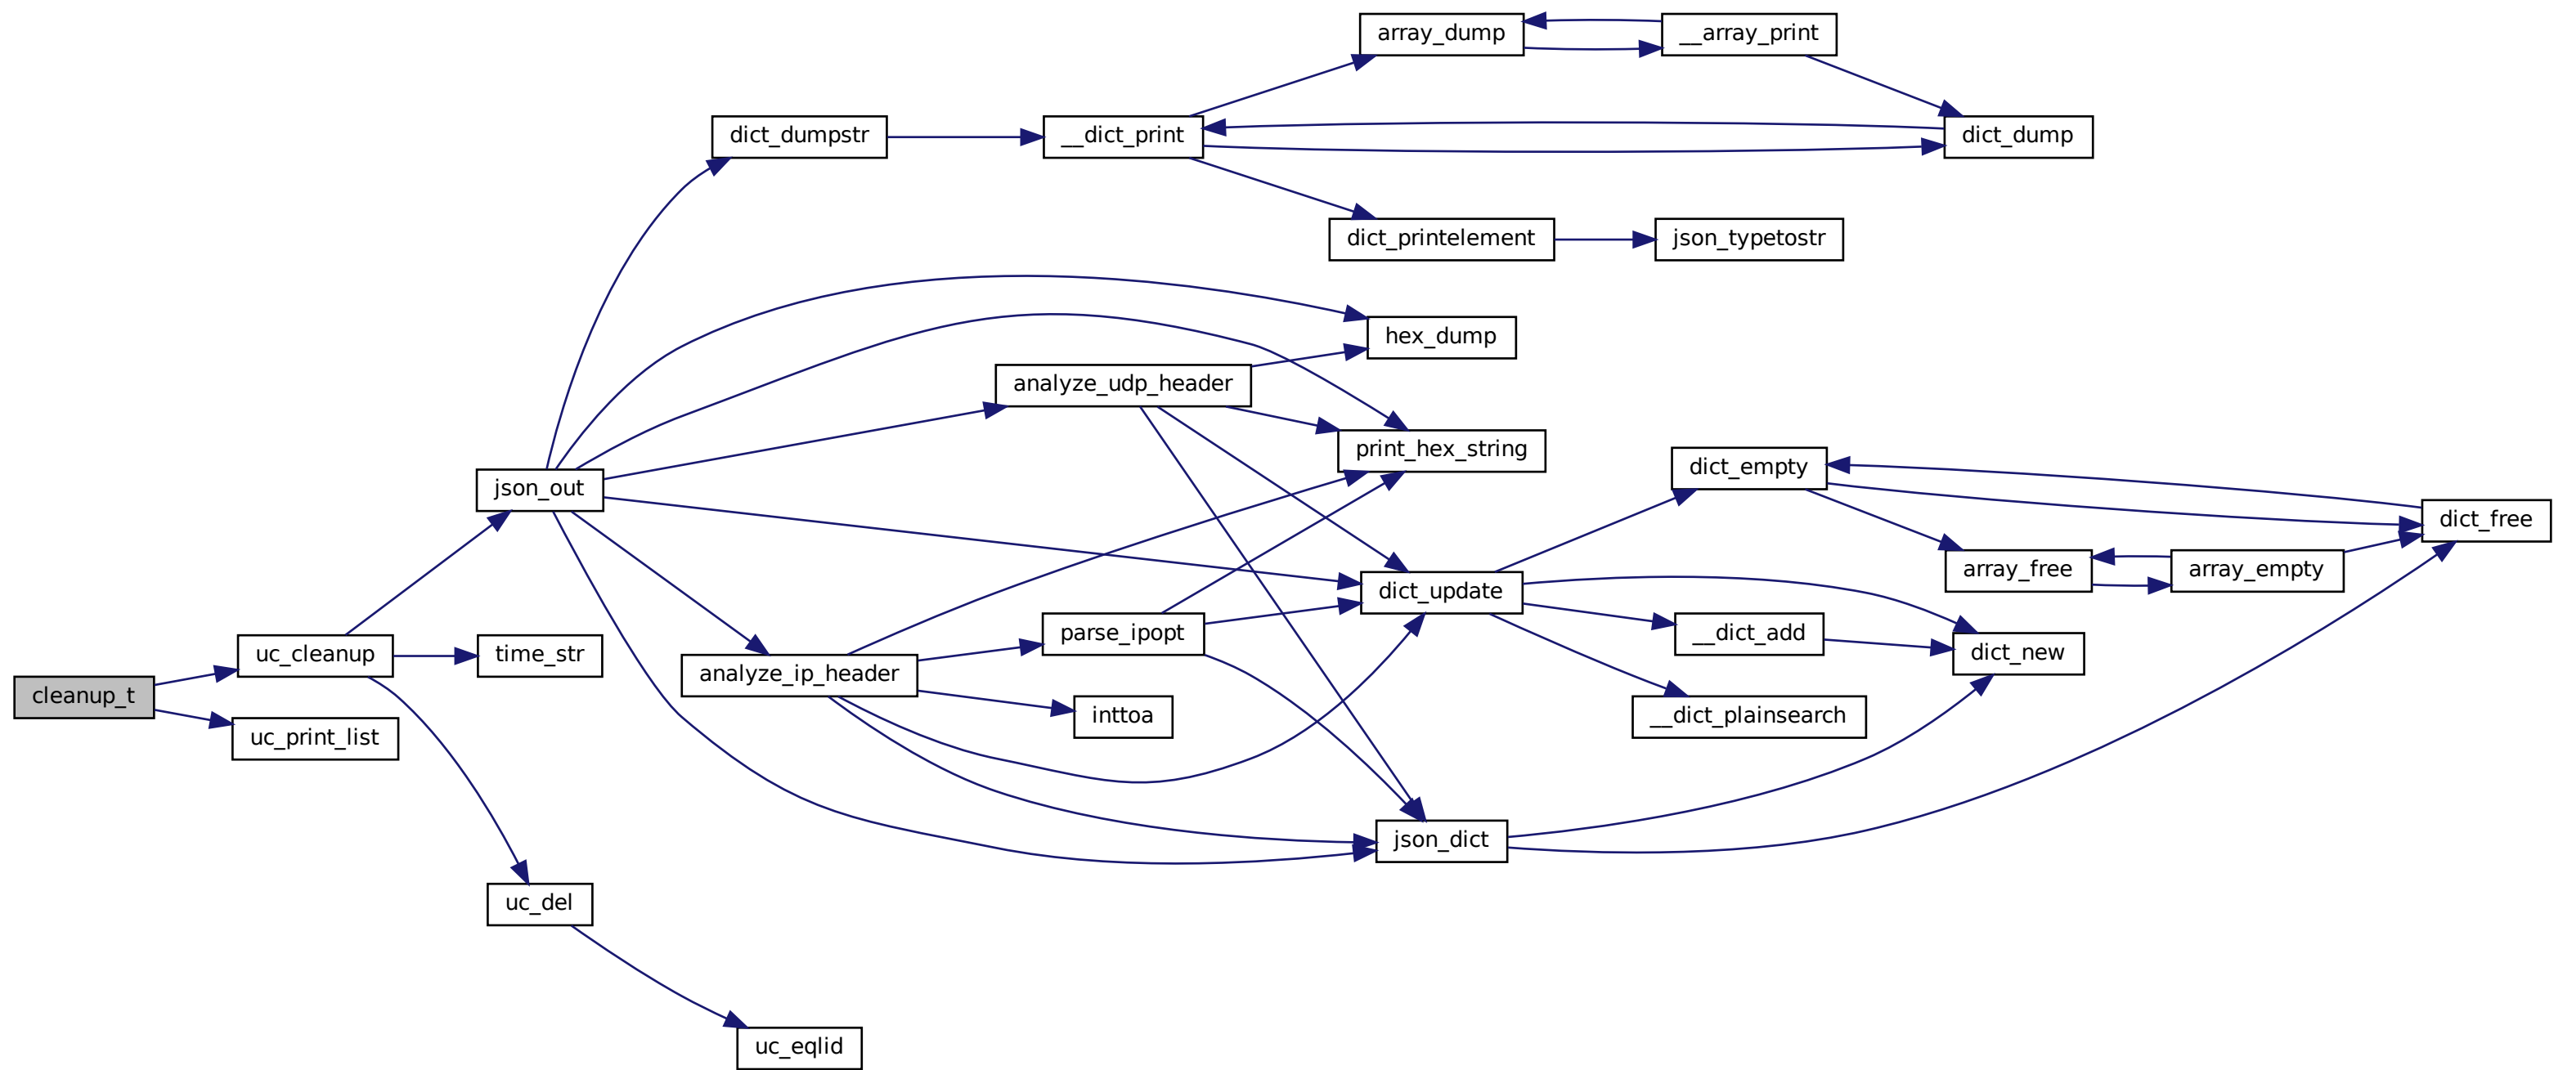 array_dump
__array_print
dict_dumpstr
__dict_print
dict_dump
dict_printelement
json_typetostr
hex_dump
analyze_udp_header
print_hex_string
dict_empty
json_out
dict_free
array_free
array_empty
dict_update
parse_ipopt
__dict_add
uc_cleanup
time_str
dict_new
analyze_ip_header
cleanup_t
inttoa
__dict_plainsearch
uc_print_list
json_dict
uc_del
uc_eqlid